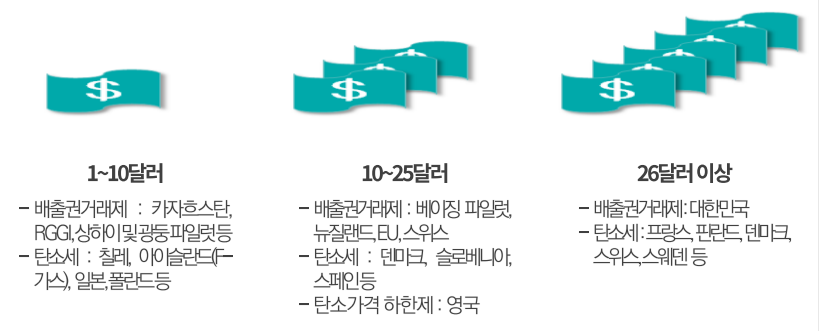 1~10달러
– 배출권거래제 : 카자흐스탄,
RGGI, 상하이 및 광둥 파일럿 등
– 탄소세 : 칠레, 아이슬란드(F–
가스), 일본, 폴란드 등
10~25달러
– 배출권거래제 : 베이징 파일럿,
뉴질랜드, EU, 스위스
– 탄소세 : 덴마크, 슬로베니아,
스페인 등
– 탄소가격 하한제 : 영국
26달러 이상
– 배출권거래제 : 대한민국
– 탄소세 : 프랑스, 핀란드, 덴마크,
스위스, 스웨덴 등